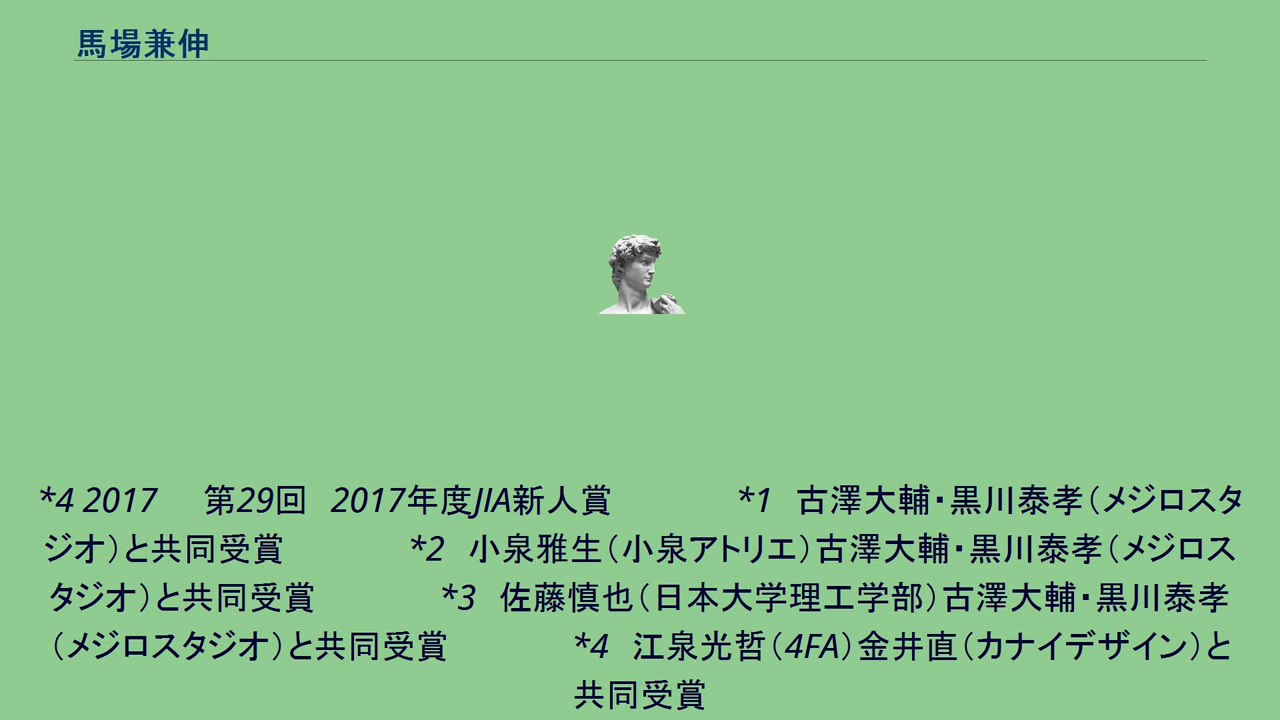 馬場兼伸
*4 2017　 第29回　2017年度JIA新人賞　　　　*1　古澤大輔・黒川泰孝（メジロスタ
ジオ）と共同受賞　　　　*2　小泉雅生（小泉アトリエ）古澤大輔・黒川泰孝（メジロス
タジオ）と共同受賞　　　　*3　佐藤慎也（日本大学理工学部）古澤大輔・黒川泰孝
（メジロスタジオ）と共同受賞　　　　*4　江泉光哲（4FA）金井直（カナイデザイン）と
共同受賞